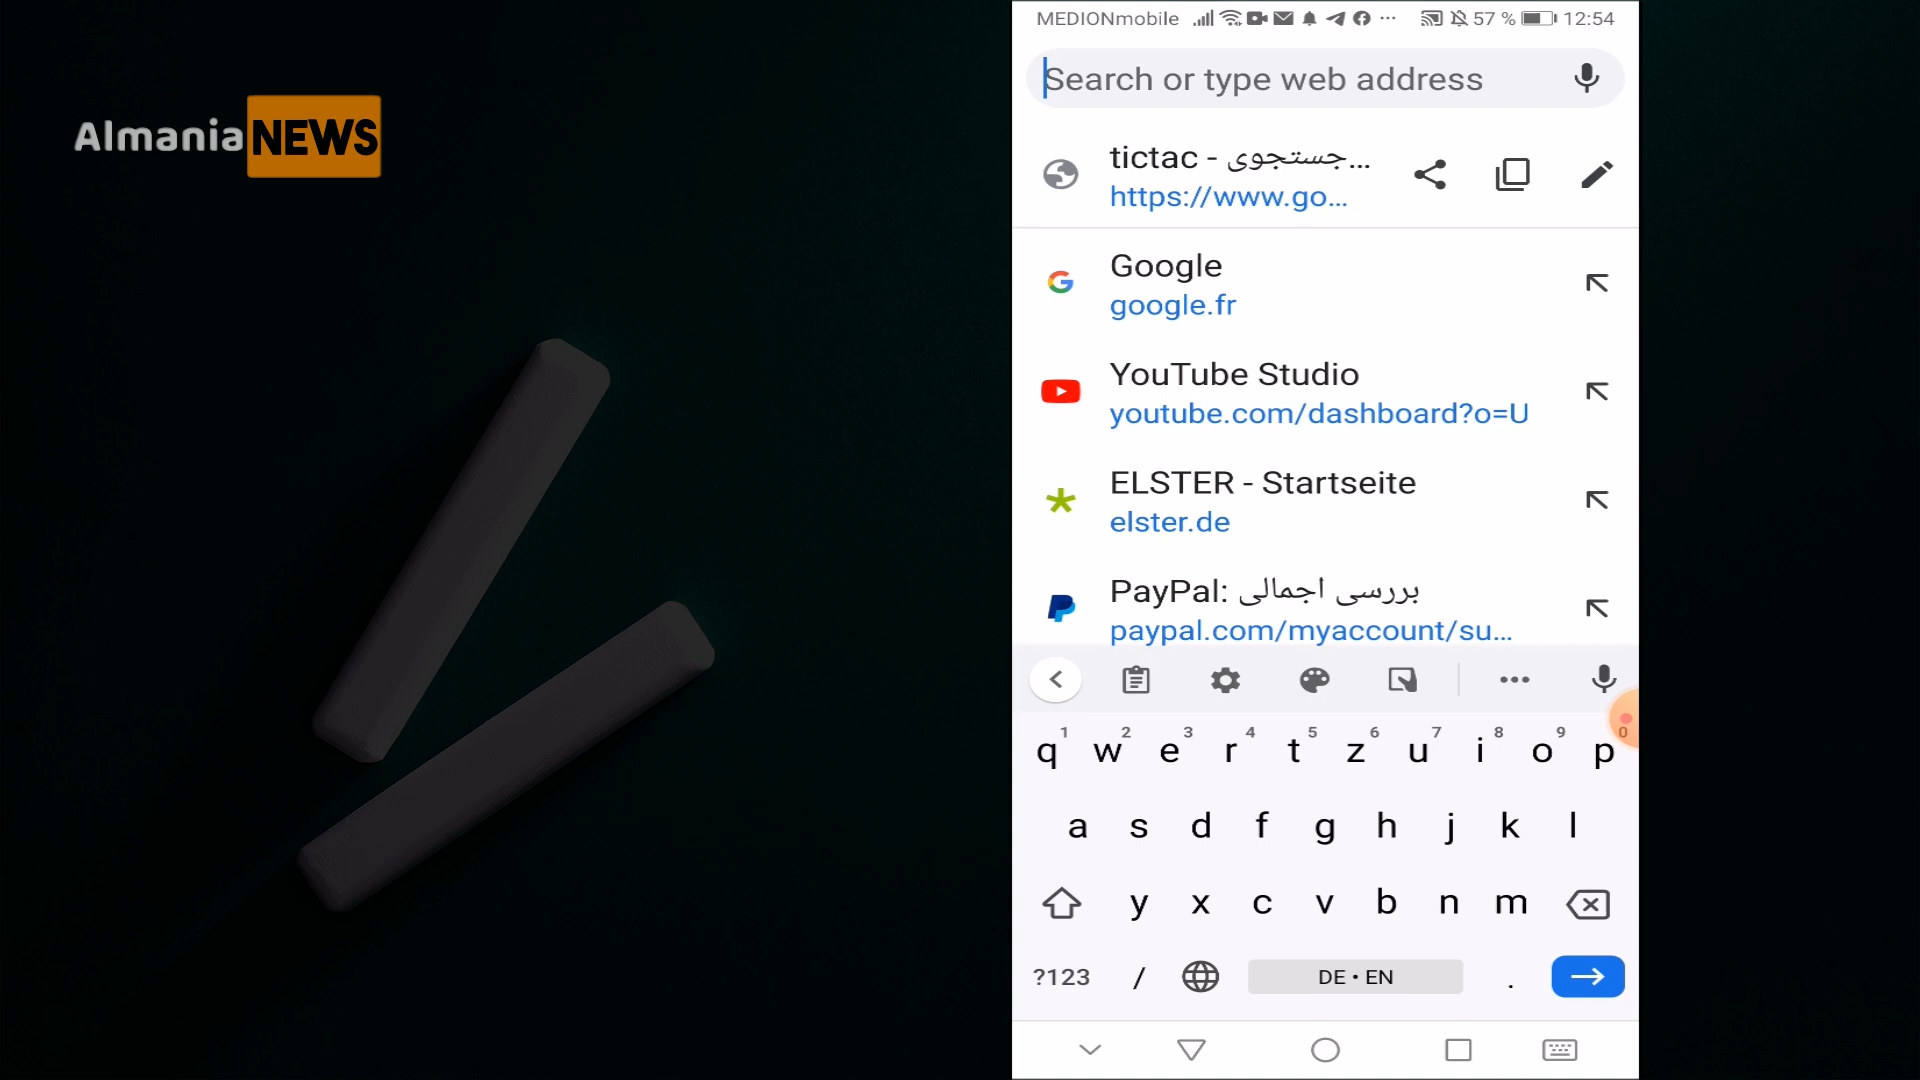 Almania NEWS
MEDIONmobile 57 % 12:54
Search or type web address
tictac - جستجوی...
https://www.go...
Google
google.fr
YouTube Studio
youtube.com/dashboard?o=U
ELSTER - Startseite
elster.de
PayPal: بررسی اجمالی
paypal.com/myaccount/su...
1 2 3 4 5 6 7 8 9 0
q w e r t z u i o p
a s d f g h j k l
y x c v b n m
?123 / DE • EN .